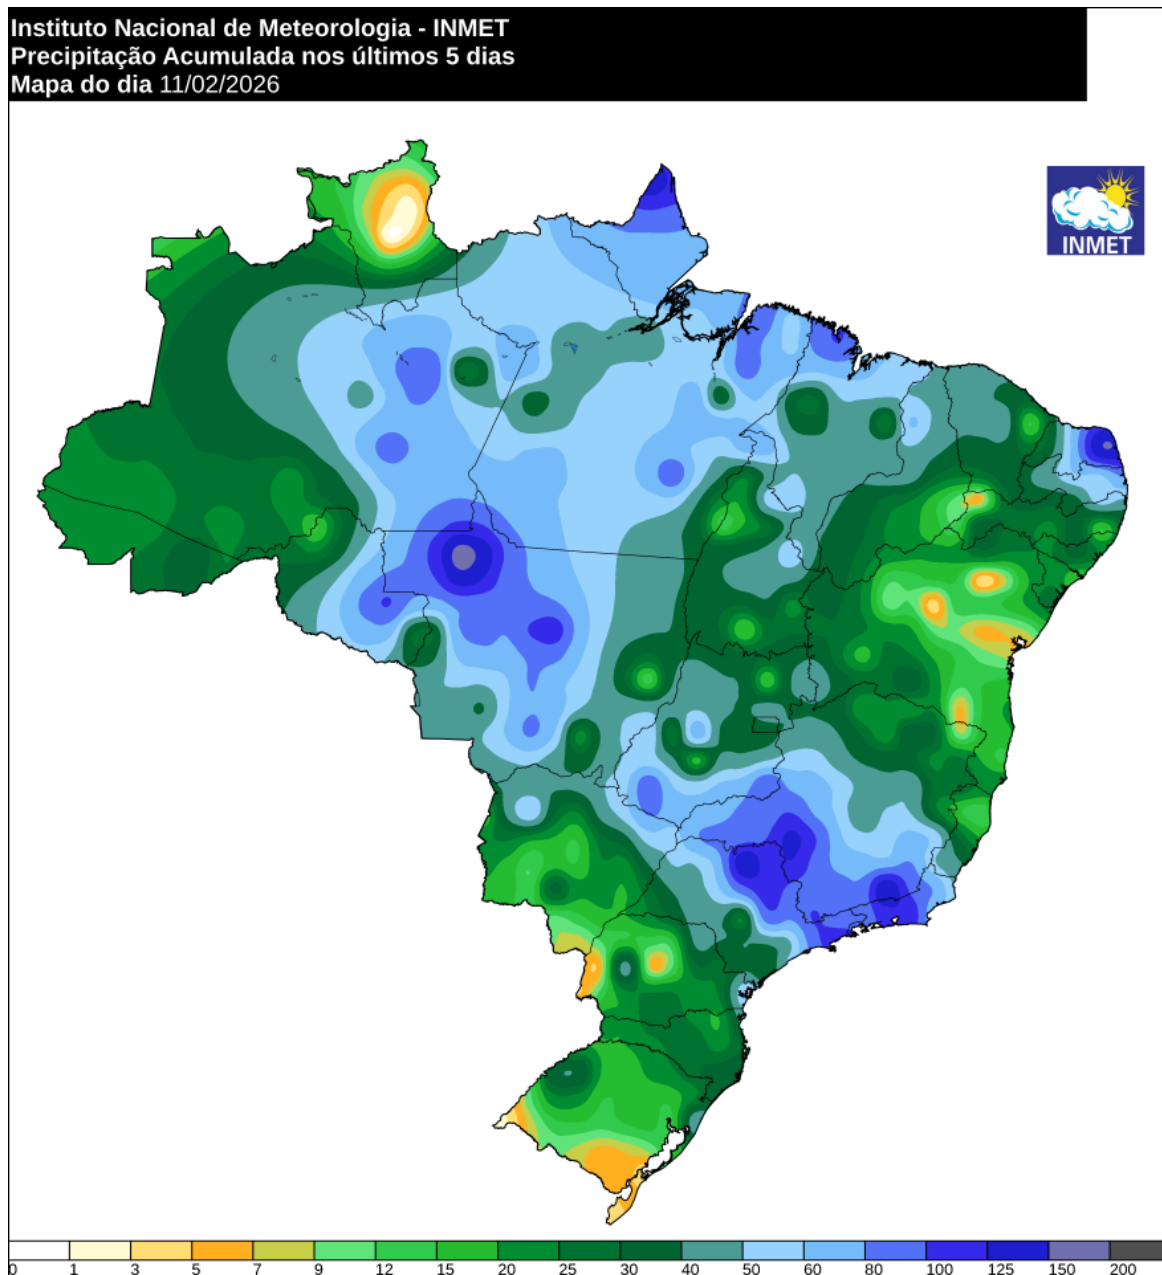 Instituto Nacional de Meteorologia - INMET
Precipitação Acumulada nos últimos 5 dias
Mapa do dia 11/02/2026
INMET
0 1 3 5 7 9 12 15 20 25 30 40 50 60 80 100 125 150 200